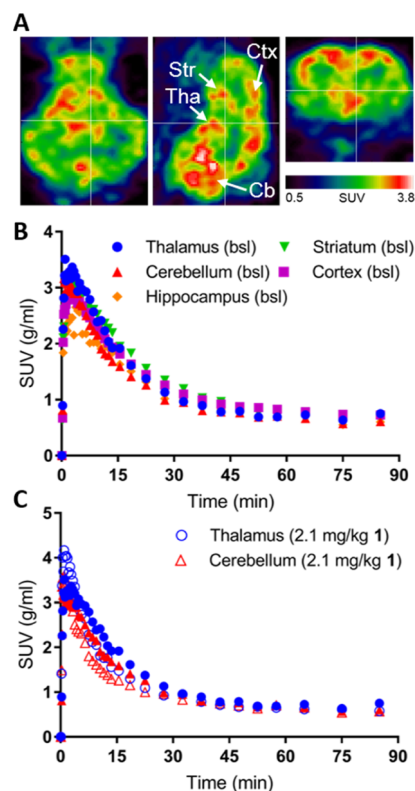 A
Str
Ctx
Tha
Cb
0.5 SUV 3.8
B
4
3
2
1
0
SUV (g/ml)
Thalamus (bsl) Striatum (bsl)
Cerebellum (bsl) Cortex (bsl)
Hippocampus (bsl)
0 15 30 45 60 75 90
Time (min)
C
5
4
3
2
1
0
SUV (g/ml)
Thalamus (2.1 mg/kg 1)
Cerebellum (2.1 mg/kg 1)
0 15 30 45 60 75 90
Time (min)